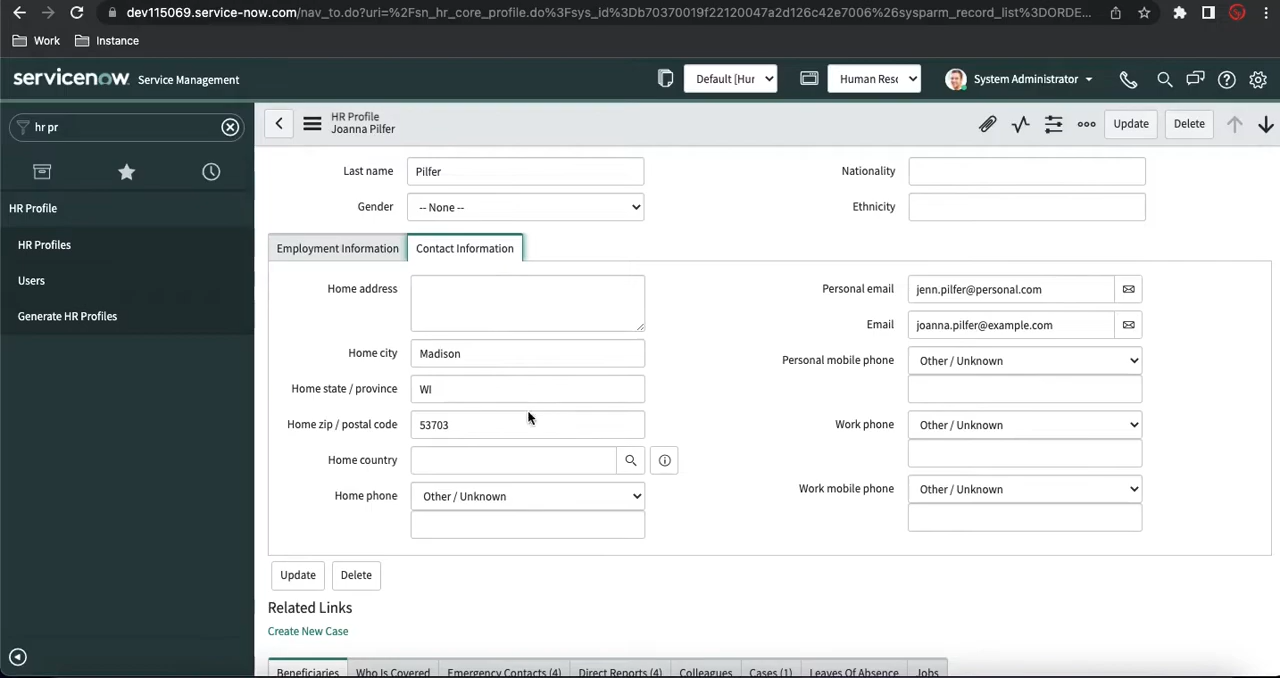 dev115069.service-now.com/nav_to.do?uri=%2Fsn_hr_core_profile.do%3Fsys_id%3Db70370019f22120047a2d126c42e7006%26sysparm_record_list%3DORDE...
Work Instance
servicenow Service Management Default [Hur Human Resc System Administrator
hr pr
HR Profile
Joanna Pilfer
Update Delete
Last name Pilfer Nationality
Gender -- None -- Ethnicity
HR Profile
HR Profiles
Users
Generate HR Profiles
Employment Information Contact Information
Home address Personal email jenn.pilfer@personal.com
Email joanna.pilfer@example.com
Home city Madison Personal mobile phone Other / Unknown
Home state / province WI
Home zip / postal code 53703 Work phone Other / Unknown
Home country
Home phone Other / Unknown Work mobile phone Other / Unknown
Update Delete
Related Links
Create New Case
Beneficiaries Who Is Covered Emergency Contacts (4) Direct Reports (4) Colleagues Cases (1) Leaves Of Absence Jobs